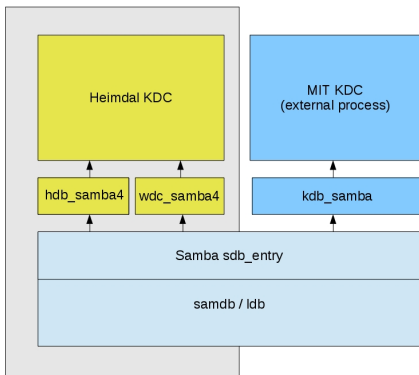 Heimdal KDC
MIT KDC
(external process)
hdb_samba4
wdc_samba4
kdb_samba
Samba sdb_entry
samdb / ldb